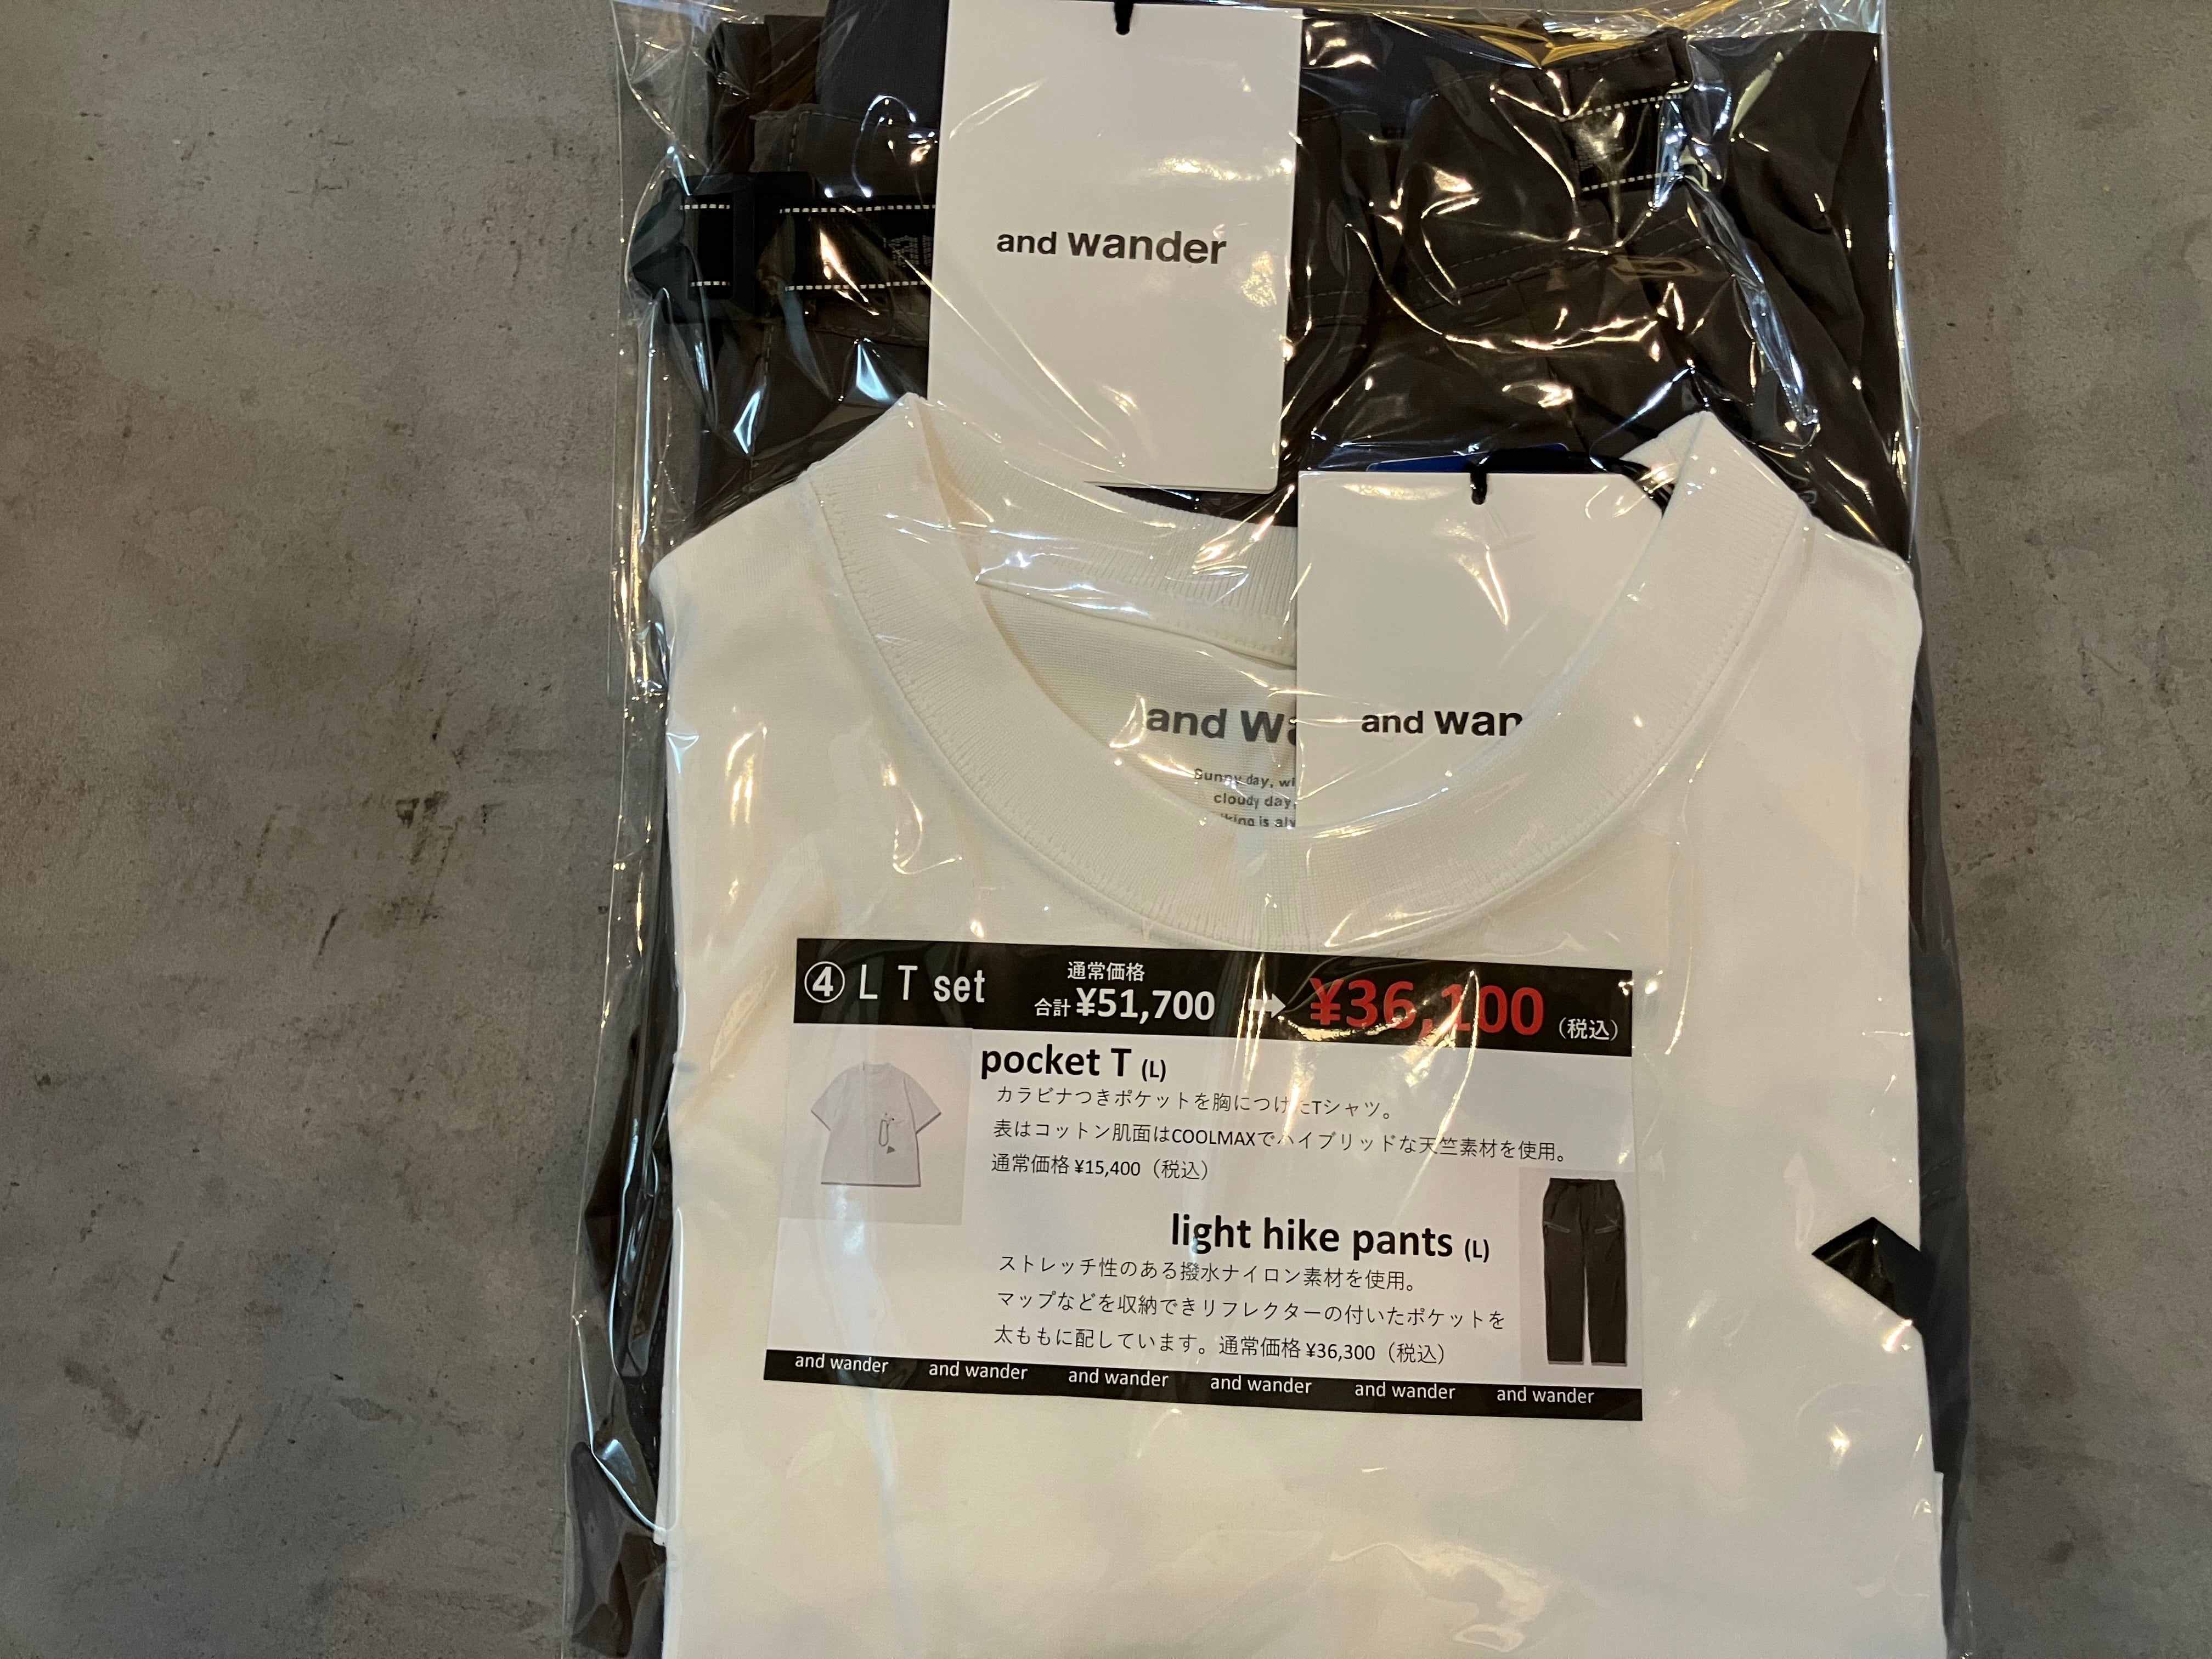 and wander
and wan
and w
Sunny day, wi
cloudy day,
king is alw
④ L T set
通常価格
合計 ¥51,700 ➡ ¥36,100 (税込)
pocket T (L)
カラビナつきポケットを胸につけたTシャツ。
表はコットン肌面はCOOLMAXでハイブリッドな天竺素材を使用。
通常価格 ¥15,400（税込）
light hike pants (L)
ストレッチ性のある撥水ナイロン素材を使用。
マップなどを収納できリフレクターの付いたポケットを
太ももに配しています。通常価格 ¥36,300（税込）
and wander and wander and wander and wander and wander and wander